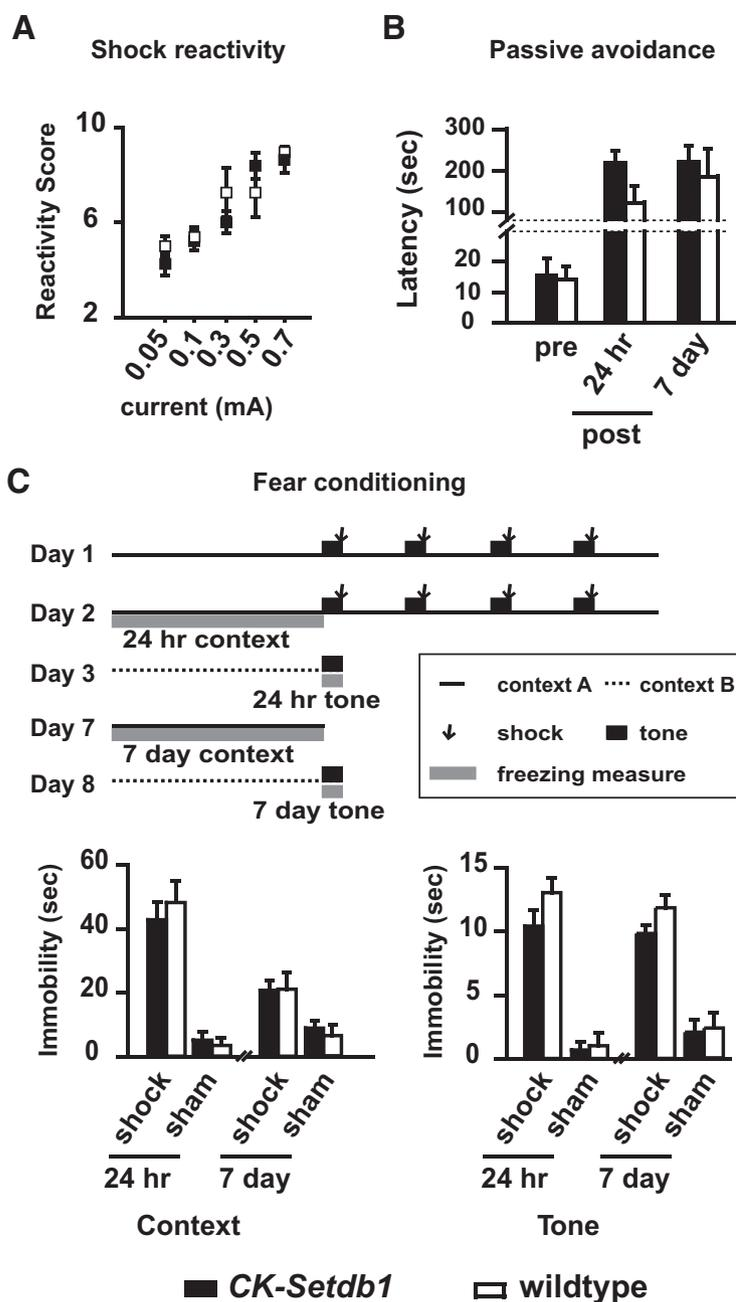 A
Shock reactivity
Reactivity Score
10
6
2
0.05
0.1
0.3
0.5
0.7
current (mA)
B
Passive avoidance
Latency (sec)
300
200
100
20
10
0
pre
24 hr
7 day
post
C
Fear conditioning
Day 1
Day 2
24 hr context
Day 3
24 hr tone
Day 7
7 day context
Day 8
7 day tone
context A
context B
shock
tone
freezing measure
Immobility (sec)
60
40
20
0
shock
sham
shock
sham
24 hr
7 day
Context
Immobility (sec)
15
10
5
0
shock
sham
shock
sham
24 hr
7 day
Tone
CK-Setdb1
wildtype